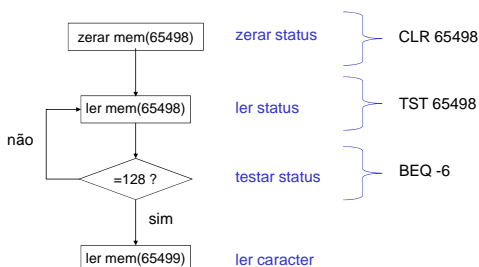 zerar mem(65498) zerar status CLR 65498
ler mem(65498) ler status TST 65498
não
=128 ? testar status BEQ -6
sim
ler mem(65499) ler caracter